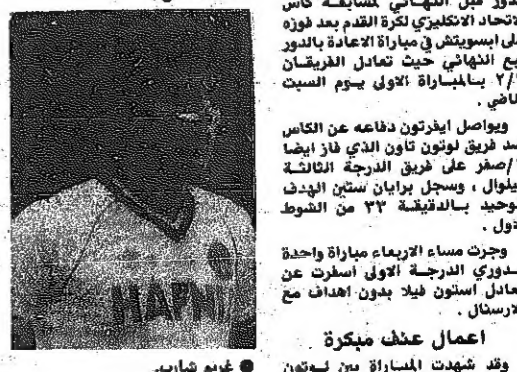 الدور قبل النهائي لمسابقة كاس
الاتحاد الانكليزي لكرة القدم بعد فوزه
على ابسويتش في مباراة الاعادة بالدور
ربع النهائي حيث تعادل الفريقان
٢/٢ بالمباراة الاولى يوم السبت
الماضي .
ويواصل ايفرتون دفاعه عن الكاس
ضد فريق لوتون تاون الذي فاز ايضا
١/صفر على فريق الدرجة الثالثة
ميلوال ، وسجل برايان ستين الهدف
الوحيد بالدقيقة ٣٣ من الشوط
الاول .
وجرت مساء الاربعاء مباراة واحدة
بدوري الدرجة الاولى اسفرت عن
تعادل استون فيلا بدون اهداف مع
الارسنال .
اعمال عنف مبكرة
وقد شهدت المباراة بين لوتون
● غريم شارب.